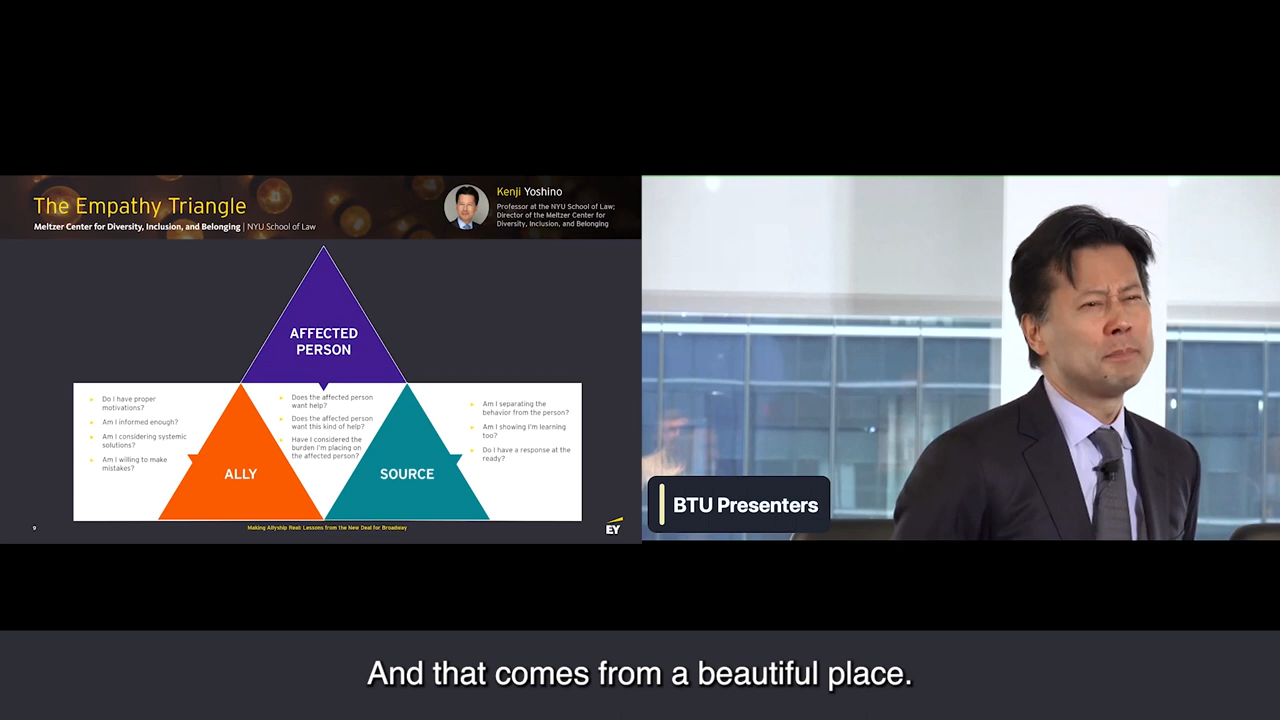 The Empathy Triangle
Meltzer Center for Diversity, Inclusion, and Belonging | NYU School of Law
Kenji Yoshino
Professor at the NYU School of Law;
Director of the Meltzer Center for
Diversity, Inclusion, and Belonging
AFFECTED
PERSON
Do I have proper
motivations?
Am I informed enough?
Am I considering systemic
solutions?
Am I willing to make
mistakes?
ALLY
Does the affected person
want help?
Does the affected person
want this kind of help?
Have I considered the
burden I'm placing on
the affected person?
SOURCE
Am I separating the
behavior from the person?
Am I showing I'm learning
too?
Do I have a response at the
ready?
9
Making Allyship Real: Lessons from the New Deal for Broadway
EY
BTU Presenters
And that comes from a beautiful place.